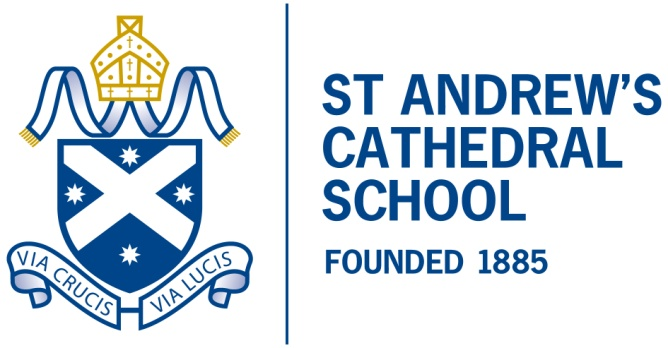 VIA CRUCIS VIA LUCIS
ST ANDREW’S
CATHEDRAL
SCHOOL
FOUNDED 1885